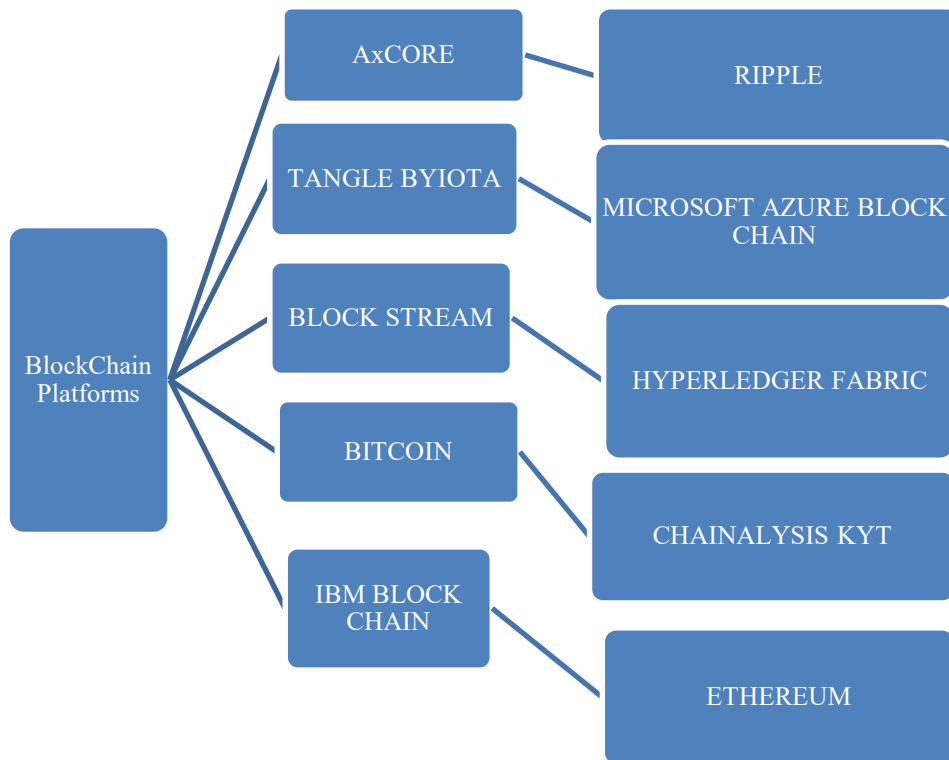 BlockChain
Platforms
AxCORE
TANGLE BYIOTA
BLOCK STREAM
BITCOIN
IBM BLOCK
CHAIN
RIPPLE
MICROSOFT AZURE BLOCK
CHAIN
HYPERLEDGER FABRIC
CHAINALYSIS KYT
ETHEREUM